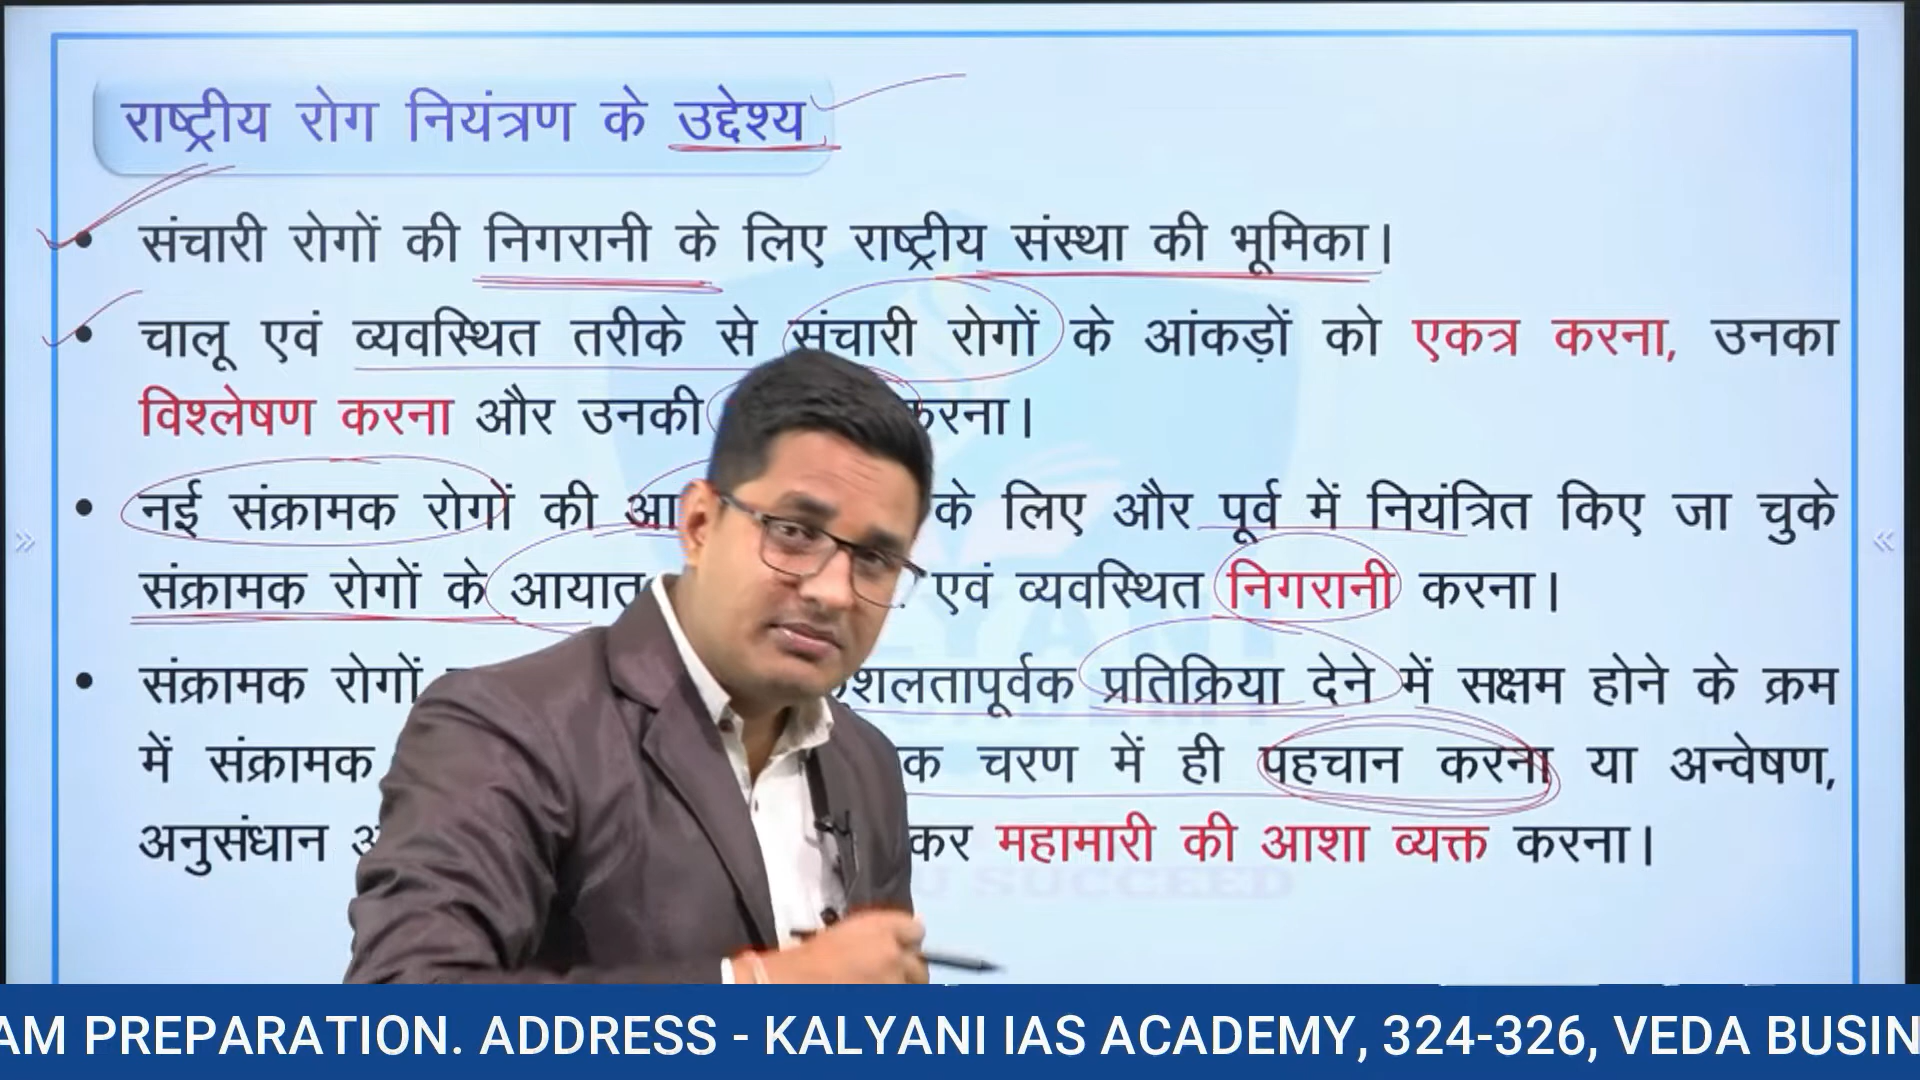 राष्ट्रीय रोग नियंत्रण के उद्देश्य
• संचारी रोगों की निगरानी के लिए राष्ट्रीय संस्था की भूमिका।
• चालू एवं व्यवस्थित तरीके से संचारी रोगों के आंकड़ों को एकत्र करना, उनका
विश्लेषण करना और उनकी करना।
• नई संक्रामक रोगों की के लिए और पूर्व में नियंत्रित किए जा चुके
संक्रामक रोगों के आयात एवं व्यवस्थित निगरानी करना।
• संक्रामक रोगों प्रतिक्रिया देने में सक्षम होने के क्रम
में संक्रामक चरण में ही पहचान करना या अन्वेषण,
अनुसंधान कर महामारी की आशा व्यक्त करना।
PREPARATION. ADDRESS - KALYANI IAS ACADEMY, 324-326, VEDA